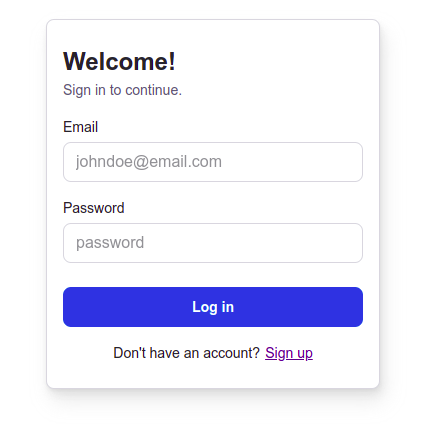 Welcome!
Sign in to continue.
Email
johndoe@email.com
Password
password
Log in
Don't have an account? Sign up